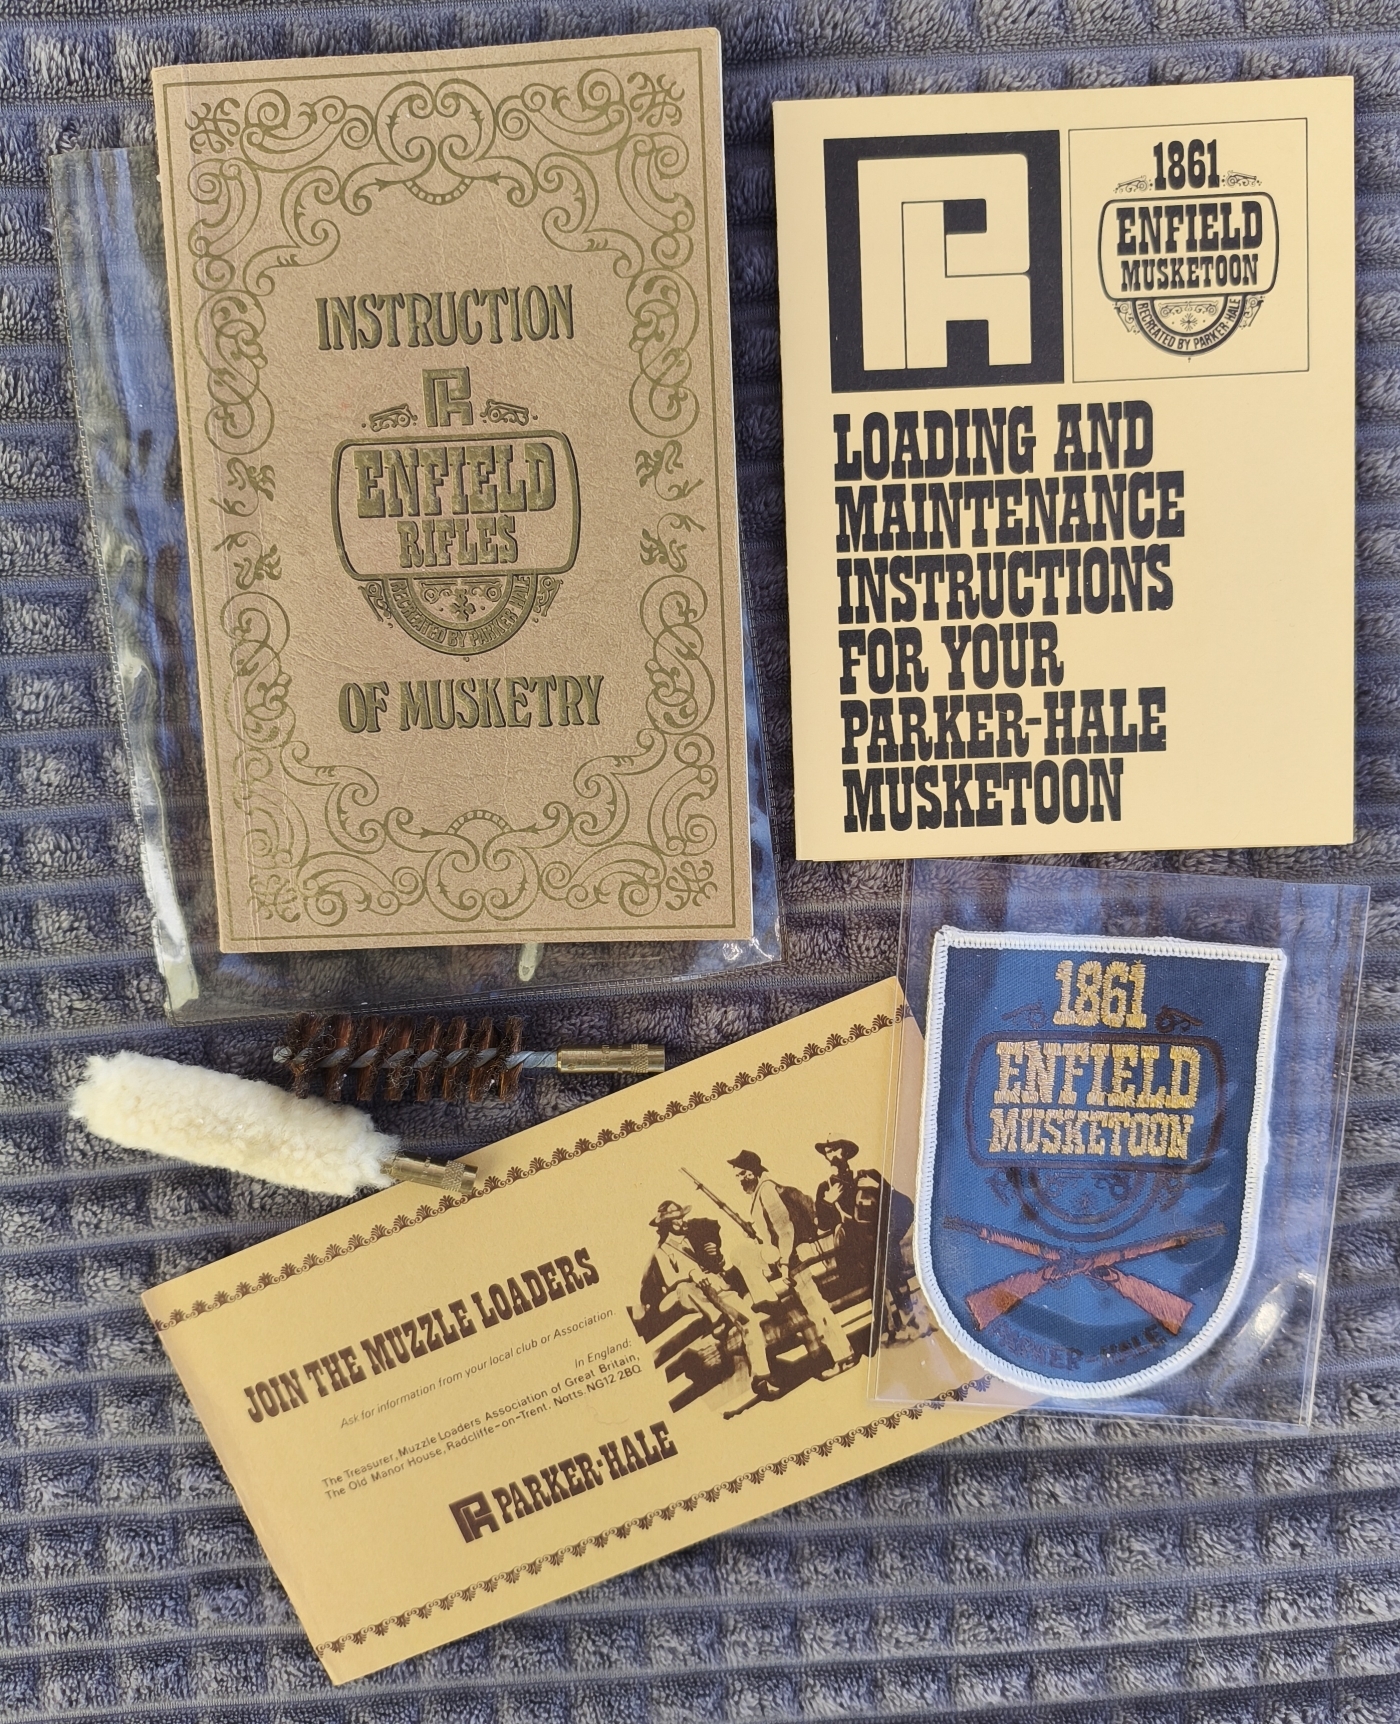 INSTRUCTION
ENFIELD
RIFLES
RECREATED BY PARKER HALE
OF MUSKETRY
1861
ENFIELD
MUSKETOON
RECREATED BY PARKER HALE
LOADING AND
MAINTENANCE
INSTRUCTIONS
FOR YOUR
PARKER-HALE
MUSKETOON
1861
ENFIELD
MUSKETOON
PARKER-HALE
JOIN THE MUZZLE LOADERS
Ask for information from your local club or Association.
In England:
The Treasurer, Muzzle Loaders Association of Great Britain,
The Old Manor House, Radcliffe-on-Trent. Notts. NG12 2BQ
PARKER-HALE